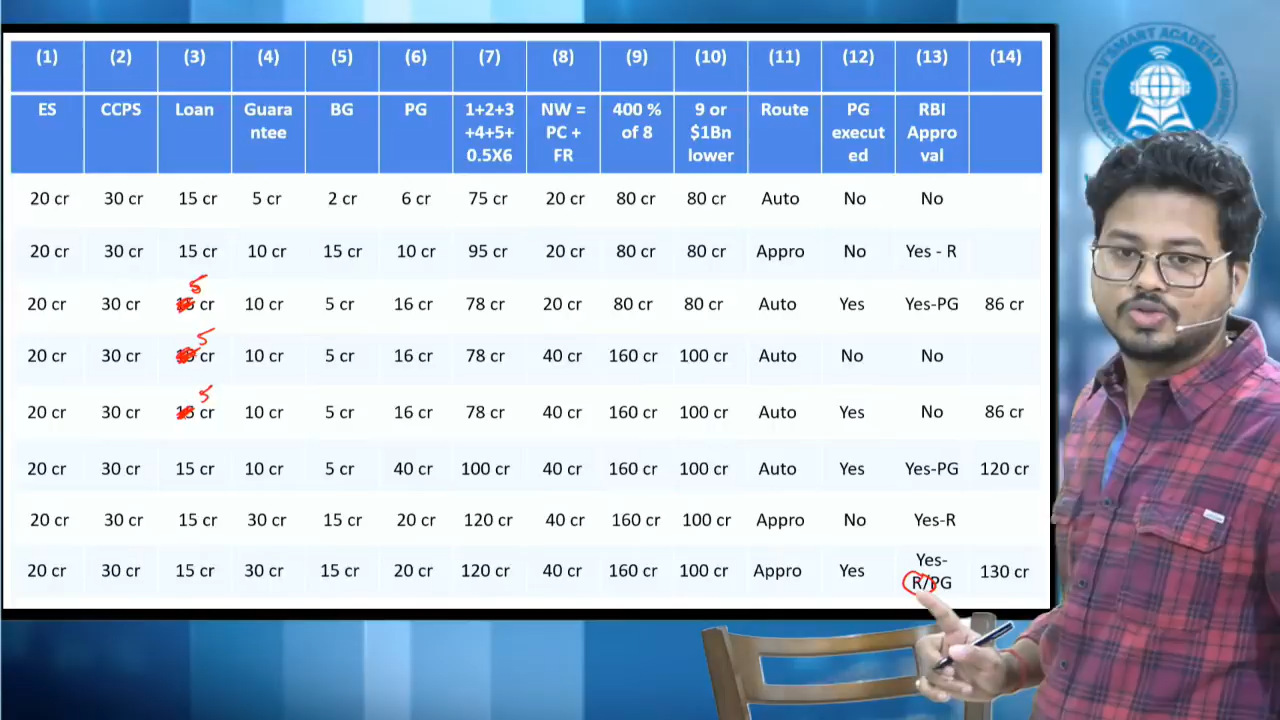 (1) (2) (3) (4) (5) (6) (7) (8) (9) (10) (11) (12) (13) (14)
ES CCPS Loan Guara BG PG 1+2+3 NW = 400 % 9 or Route PG RBI
ntee +4+5+ PC + of 8 $1Bn execut Appro
0.5X6 FR lower ed val
20 cr 30 cr 15 cr 5 cr 2 cr 6 cr 75 cr 20 cr 80 cr 80 cr Auto No No
20 cr 30 cr 15 cr 10 cr 15 cr 10 cr 95 cr 20 cr 80 cr 80 cr Appro No Yes - R
5
20 cr 30 cr 15 cr 10 cr 5 cr 16 cr 78 cr 20 cr 80 cr 80 cr Auto Yes Yes-PG 86 cr
5
20 cr 30 cr cr 10 cr 5 cr 16 cr 78 cr 40 cr 160 cr 100 cr Auto No No
5
20 cr 30 cr 15 cr 10 cr 5 cr 16 cr 78 cr 40 cr 160 cr 100 cr Auto Yes No 86 cr
20 cr 30 cr 15 cr 10 cr 5 cr 40 cr 100 cr 40 cr 160 cr 100 cr Auto Yes Yes-PG 120 cr
20 cr 30 cr 15 cr 30 cr 15 cr 20 cr 120 cr 40 cr 160 cr 100 cr Appro No Yes-R
Yes-
20 cr 30 cr 15 cr 30 cr 15 cr 20 cr 120 cr 40 cr 160 cr 100 cr Appro Yes R/PG 130 cr
VSMART ACADEMY